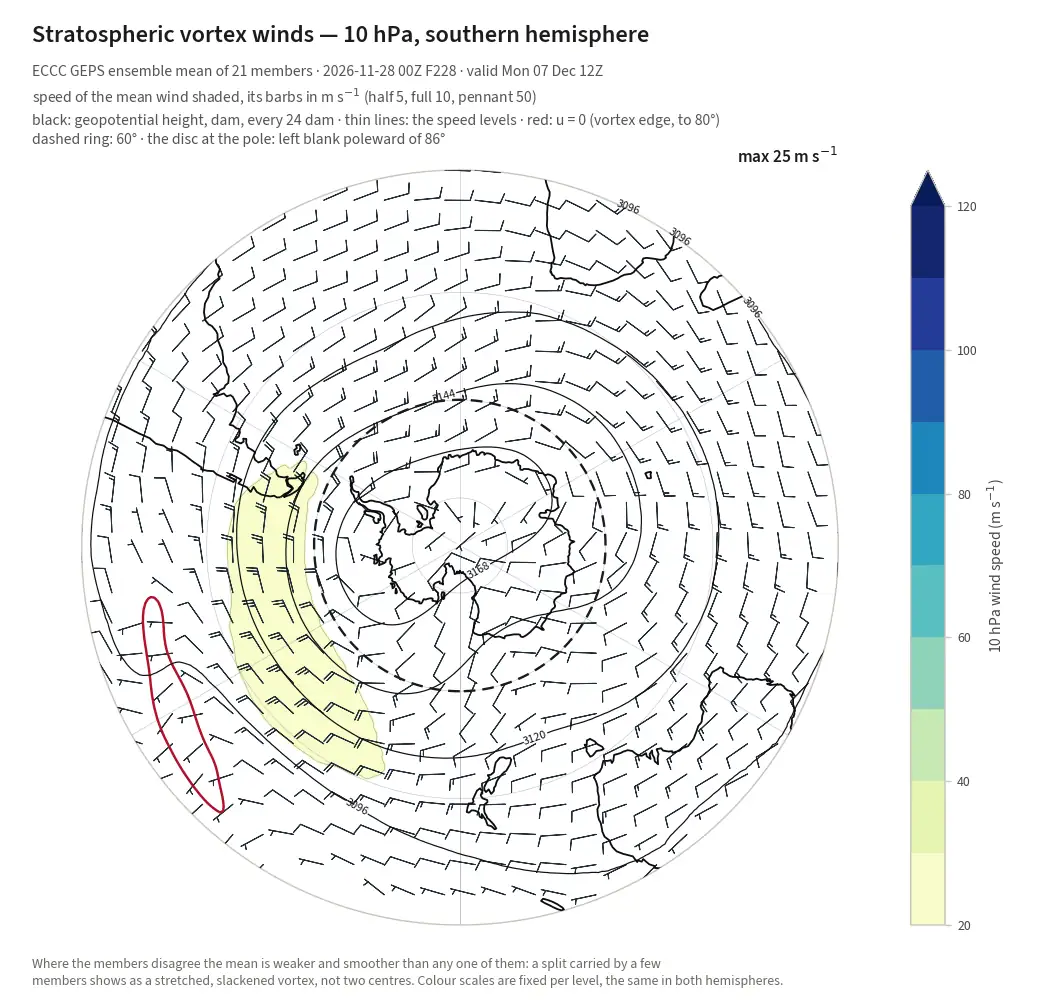 Stratospheric vortex winds — 10 hPa, southern hemisphere
ECCC GEPS ensemble mean of 21 members · 2026-11-28 00Z F228 · valid Mon 07 Dec 12Z
speed of the mean wind shaded, its barbs in m s⁻¹ (half 5, full 10, pennant 50)
black: geopotential height, dam, every 24 dam · thin lines: the speed levels · red: u = 0 (vortex edge, to 80°)
dashed ring: 60° · the disc at the pole: left blank poleward of 86°
max 25 m s⁻¹
3096
3096
3096
3144
3168
3120
3096
120
100
80
60
40
20
10 hPa wind speed (m s⁻¹)
Where the members disagree the mean is weaker and smoother than any one of them: a split carried by a few
members shows as a stretched, slackened vortex, not two centres. Colour scales are fixed per level, the same in both hemispheres.